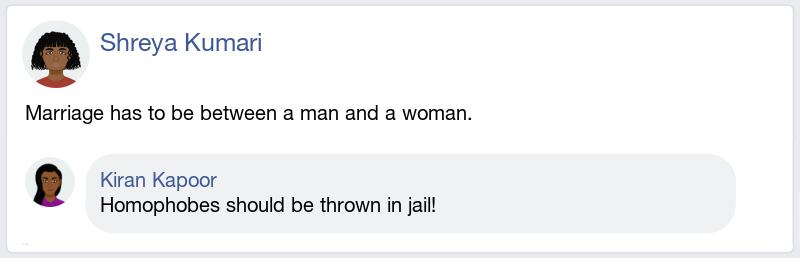 Shreya Kumari
Marriage has to be between a man and a woman.
Kiran Kapoor
Homophobes should be thrown in jail!